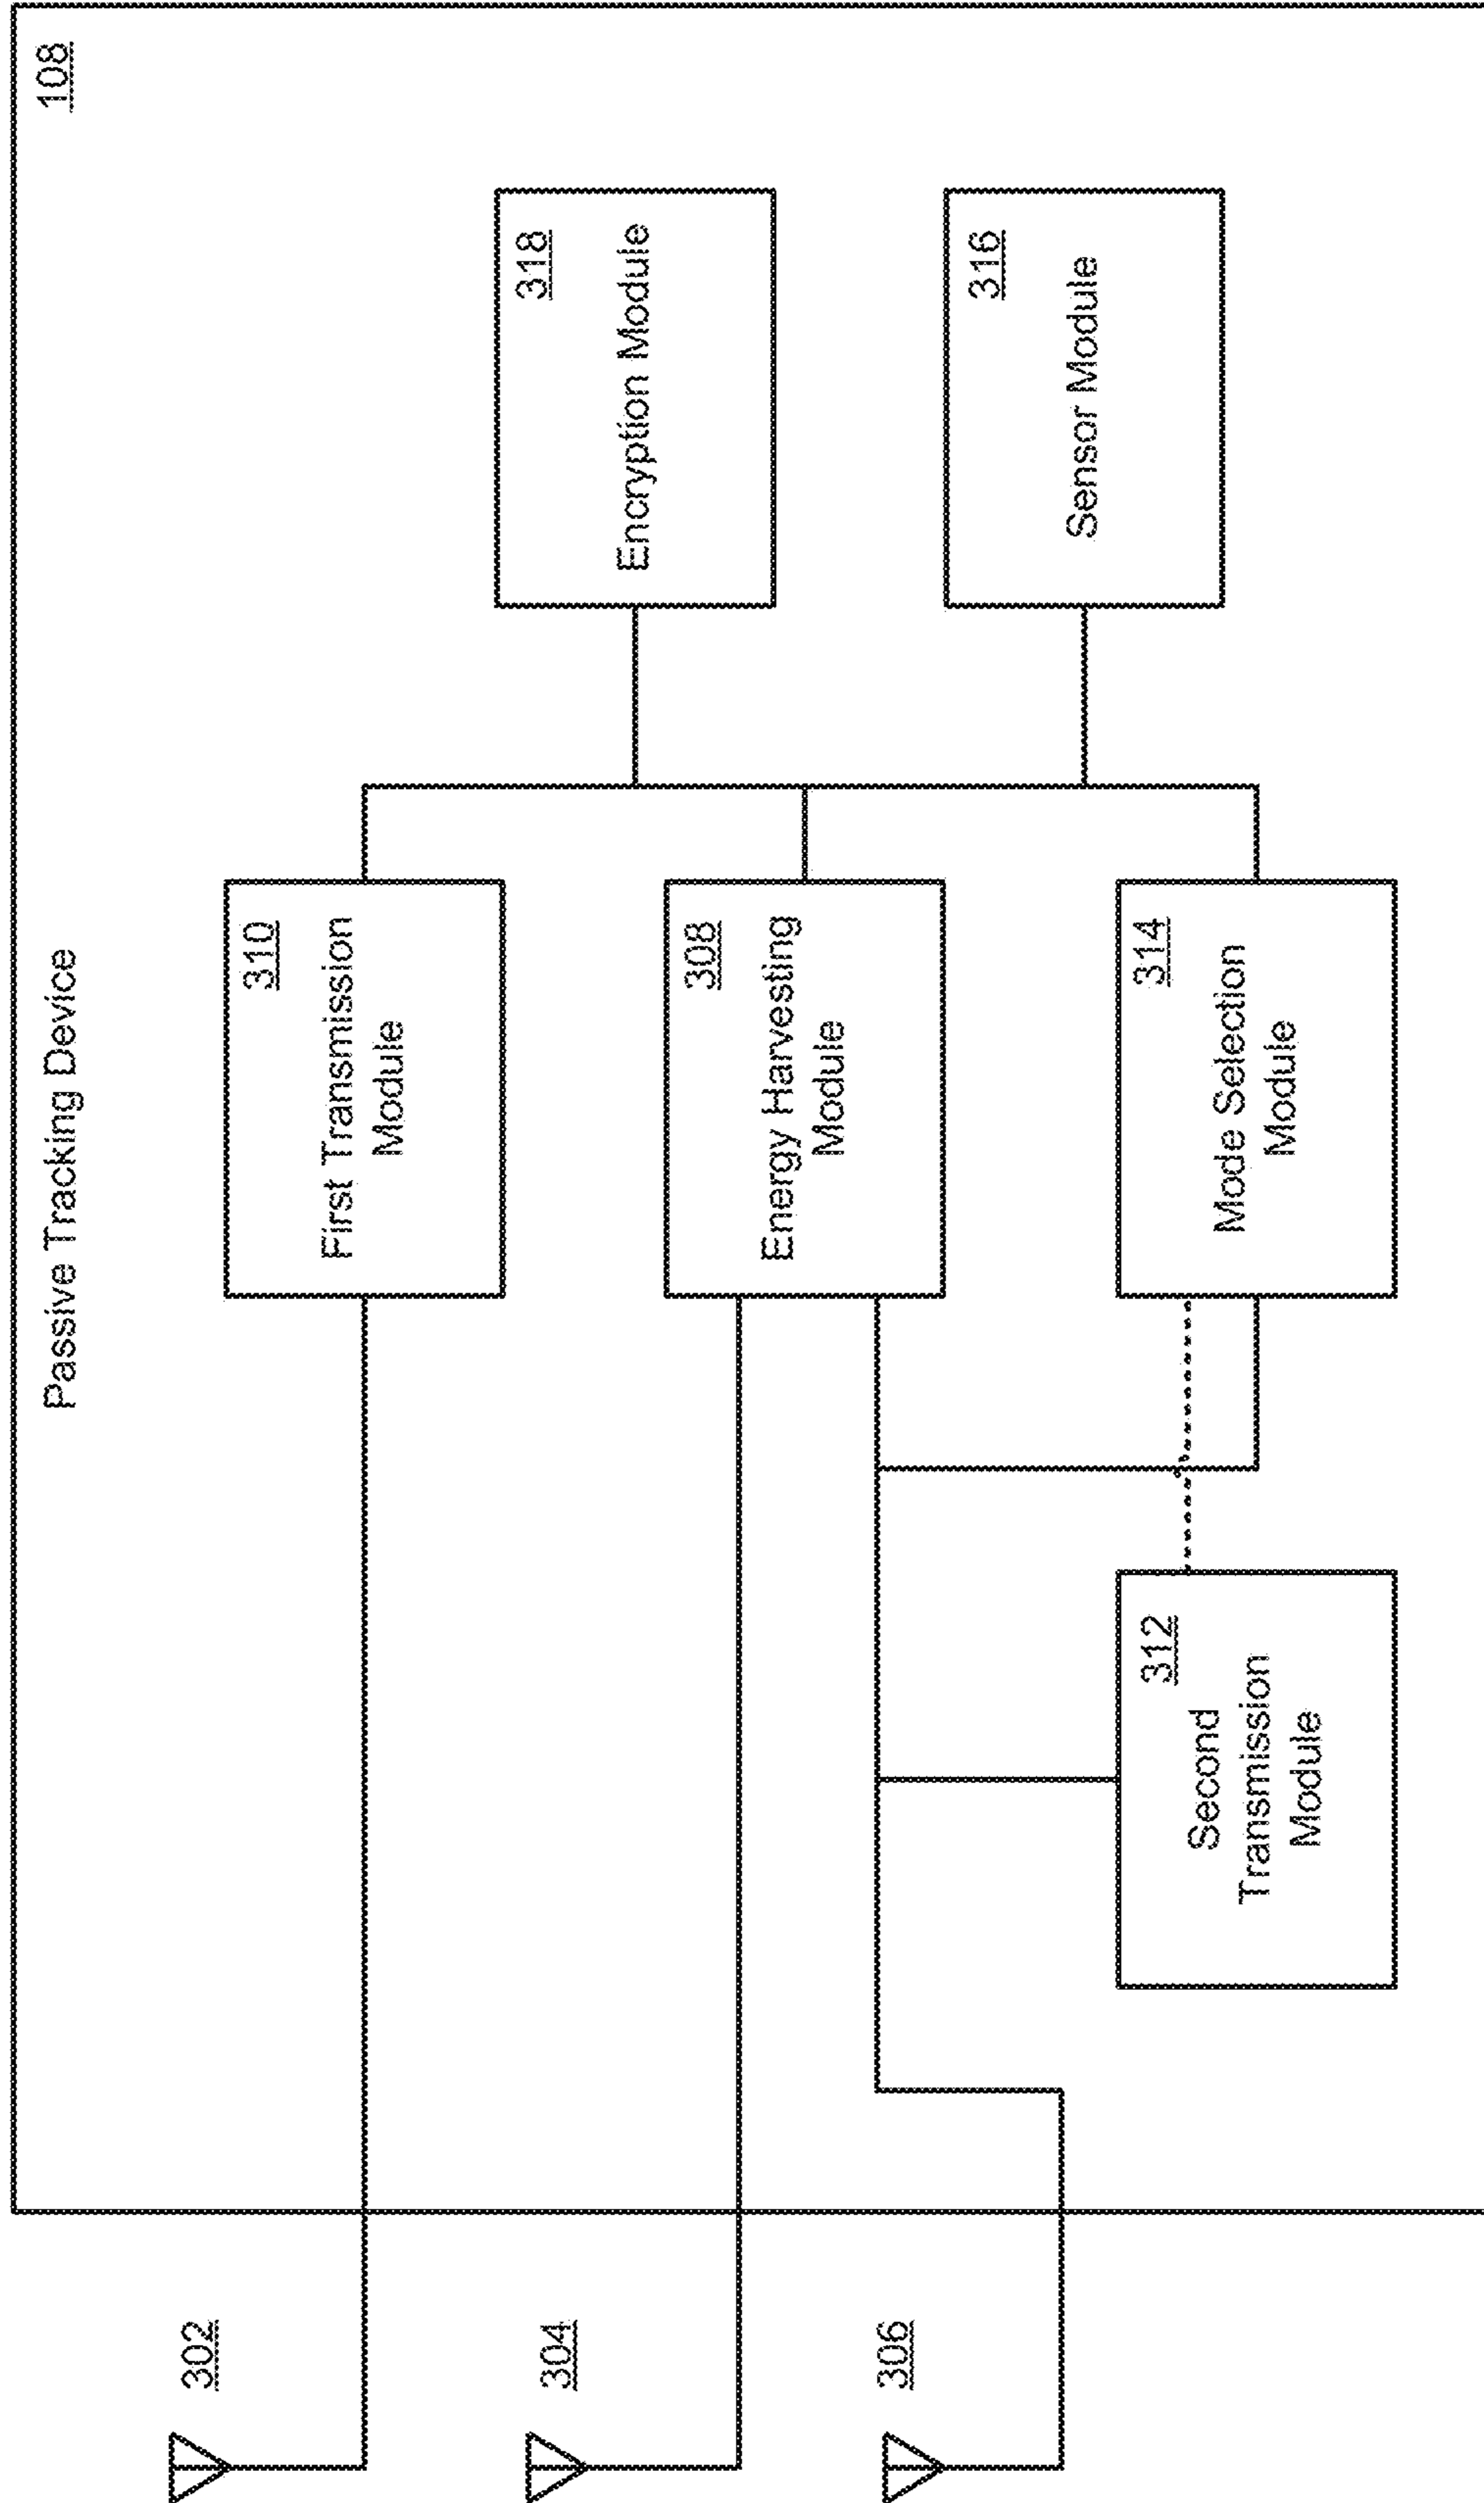 Passive Tracking Device
108
302
310
First Transmission
Module
318
Encryption Module
304
308
Energy Harvesting
Module
306
312
Second
Transmission
Module
314
Mode Selection
Module
316
Sensor Module